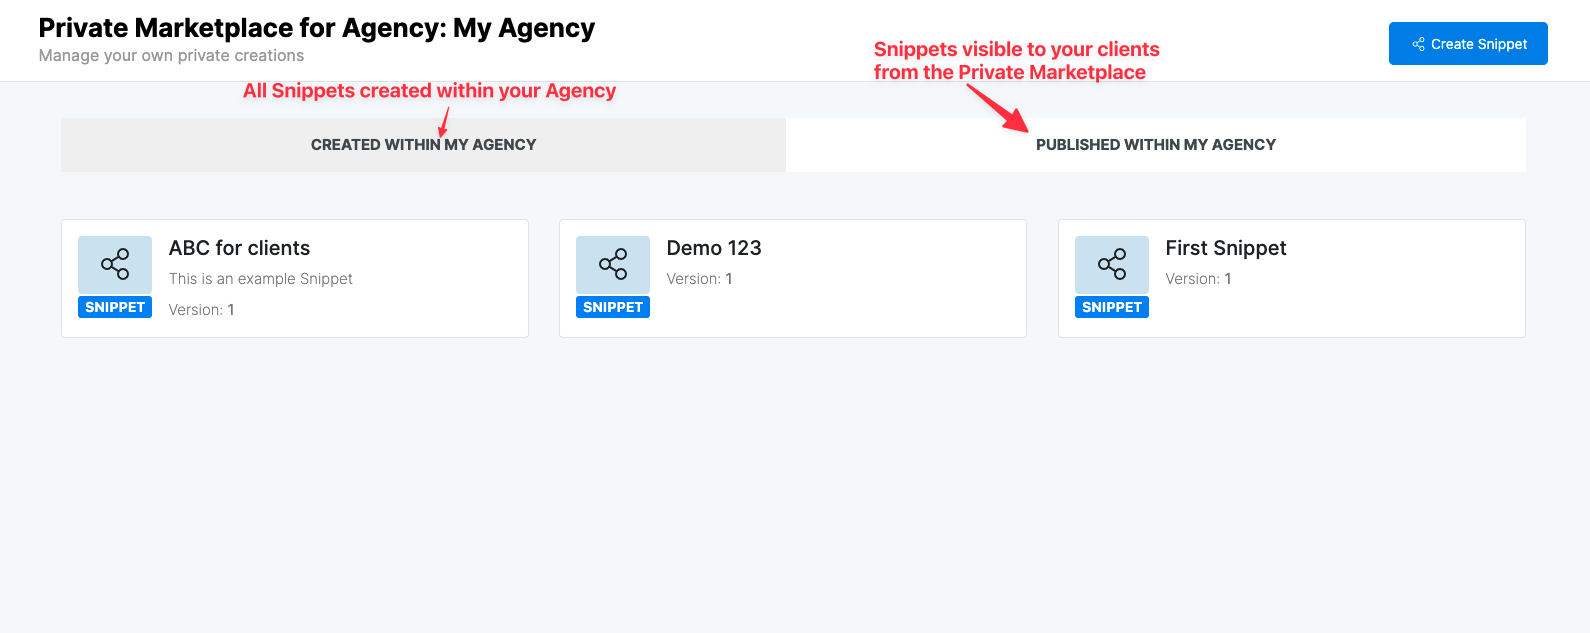 Private Marketplace for Agency: My Agency
Manage your own private creations
Create Snippet
Snippets visible to your clients
from the Private Marketplace
All Snippets created within your Agency
CREATED WITHIN MY AGENCY
PUBLISHED WITHIN MY AGENCY
ABC for clients
This is an example Snippet
Version: 1
SNIPPET
Demo 123
Version: 1
SNIPPET
First Snippet
Version: 1
SNIPPET